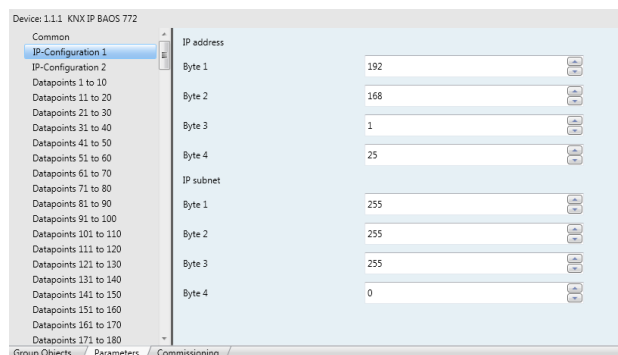 Device: 1.1.1 KNX IP BAOS 772
Common
IP-Configuration 1
IP-Configuration 2
Datapoints 1 to 10
Datapoints 11 to 20
Datapoints 21 to 30
Datapoints 31 to 40
Datapoints 41 to 50
Datapoints 51 to 60
Datapoints 61 to 70
Datapoints 71 to 80
Datapoints 81 to 90
Datapoints 91 to 100
Datapoints 101 to 110
Datapoints 111 to 120
Datapoints 121 to 130
Datapoints 131 to 140
Datapoints 141 to 150
Datapoints 151 to 160
Datapoints 161 to 170
Datapoints 171 to 180
IP address
Byte 1 192
Byte 2 168
Byte 3 1
Byte 4 25
IP subnet
Byte 1 255
Byte 2 255
Byte 3 255
Byte 4 0
Group Objects Parameters Commissioning